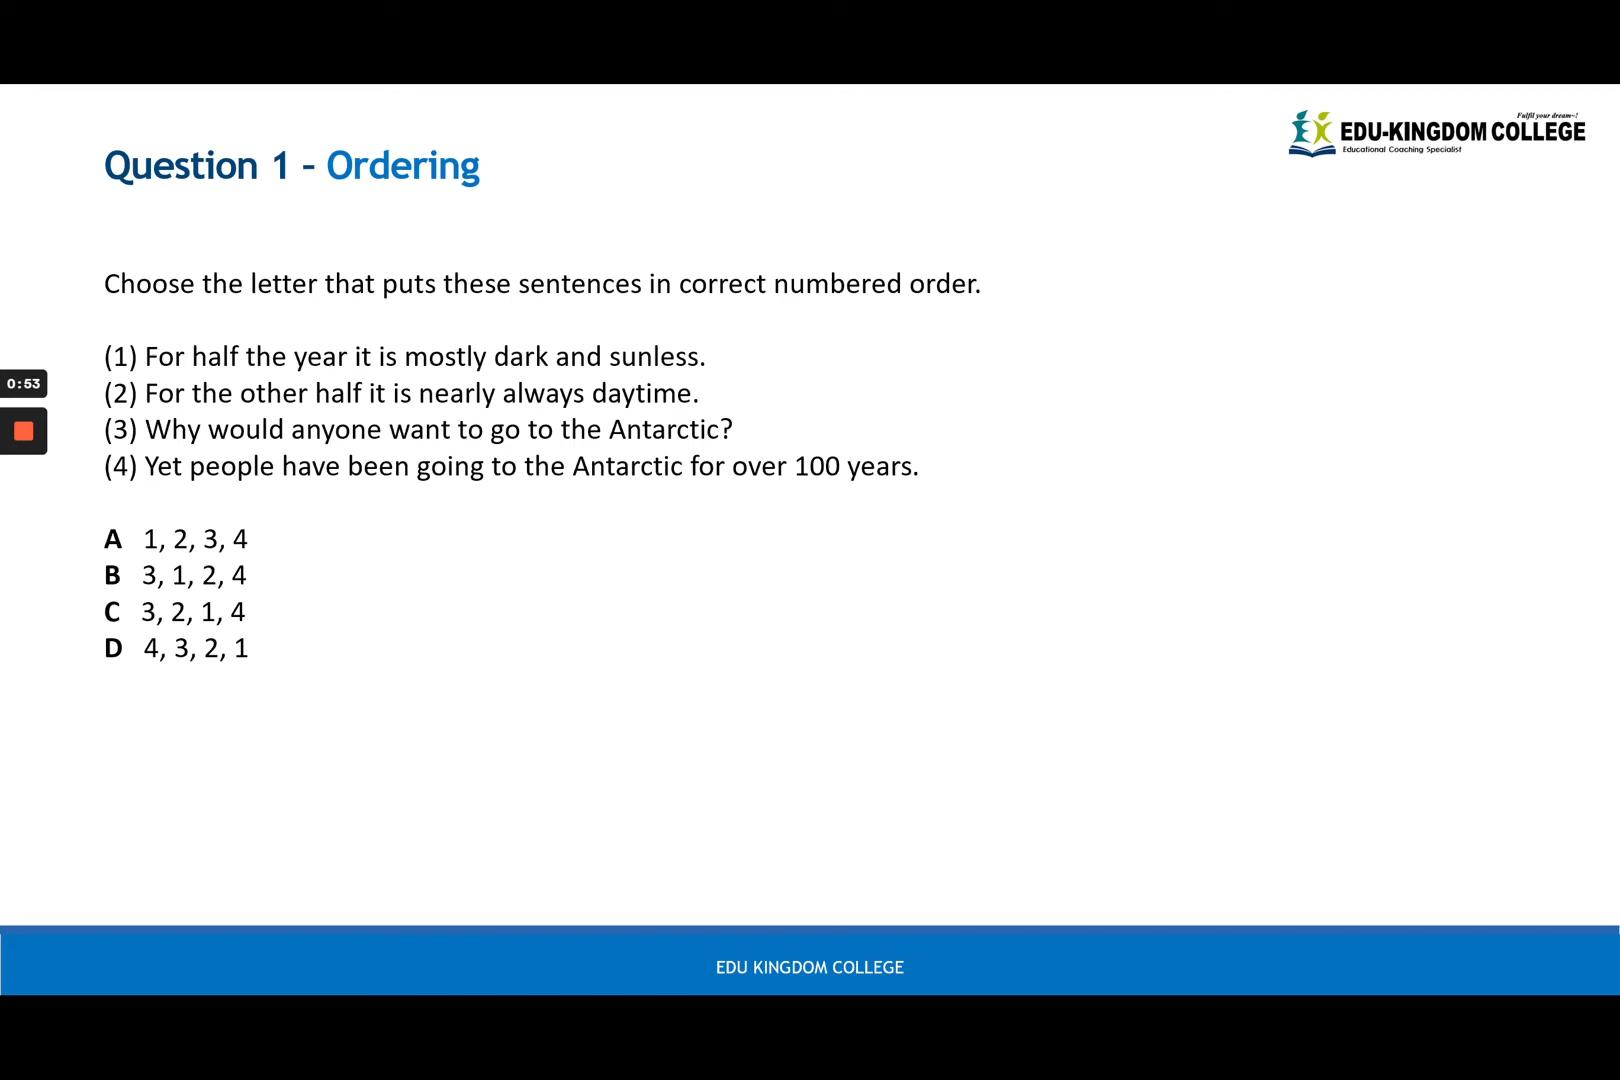 Fulfil your dream~!
EDU-KINGDOM COLLEGE
Educational Coaching Specialist
Question 1 - Ordering
Choose the letter that puts these sentences in correct numbered order.
(1) For half the year it is mostly dark and sunless.
(2) For the other half it is nearly always daytime.
0:53
(3) Why would anyone want to go to the Antarctic?
(4) Yet people have been going to the Antarctic for over 100 years.
A 1, 2, 3, 4
B 3, 1, 2, 4
C 3, 2, 1, 4
D 4, 3, 2, 1
EDU KINGDOM COLLEGE